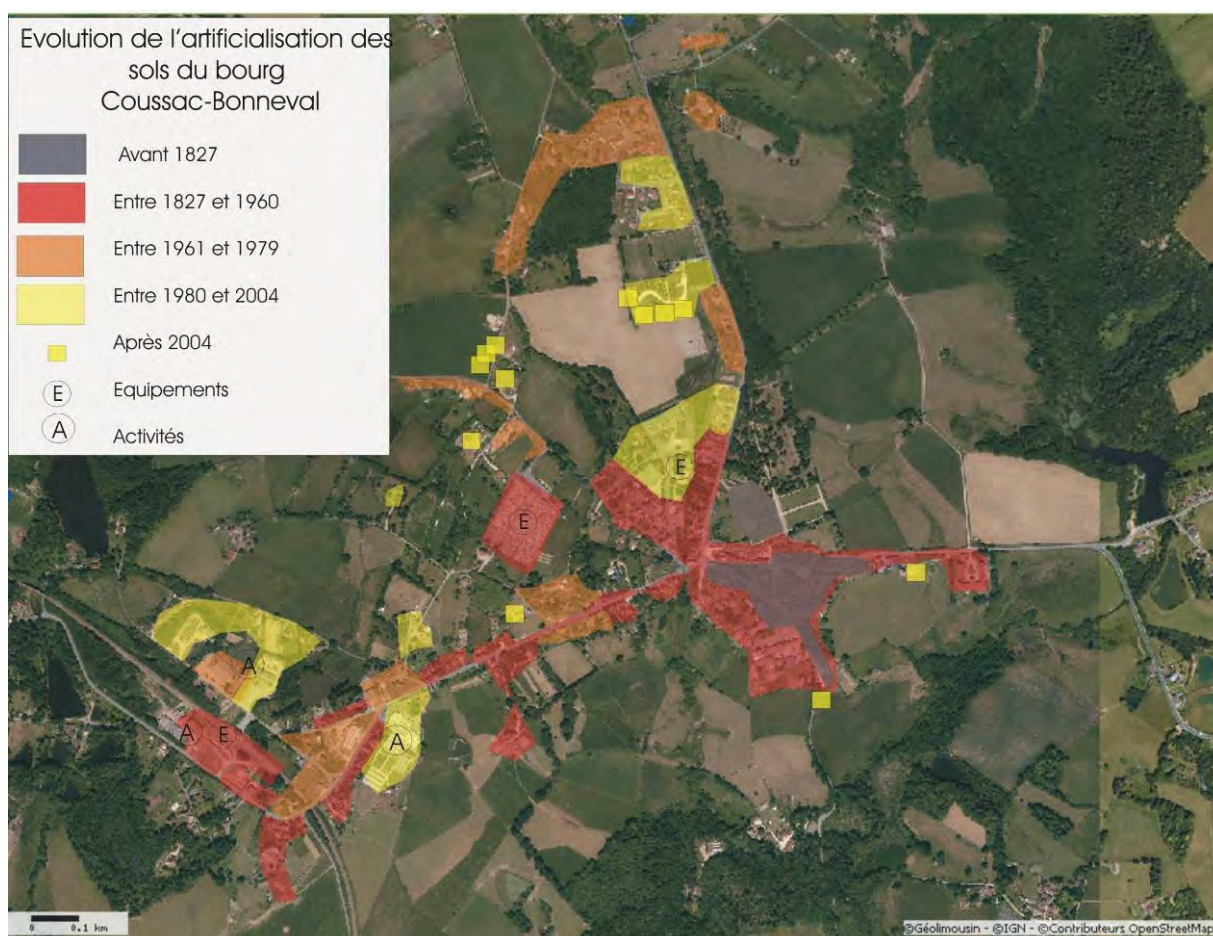 Evolution de l'artificialisation des
sols du bourg
Coussac-Bonneval
Avant 1827
Entre 1827 et 1960
Entre 1961 et 1979
Entre 1980 et 2004
Après 2004
E Equipements
A Activités
E
E
A
A E
A
0 0.1 km
©Géolimousin - ©IGN - ©Contributeurs OpenStreetMap